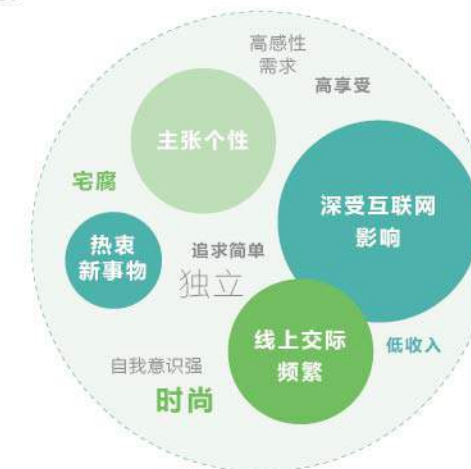 高感性
需求
高享受
主张个性
宅腐
深受互联网
影响
热衷
新事物
追求简单
独立
线上交际
频繁
低收入
自我意识强
时尚